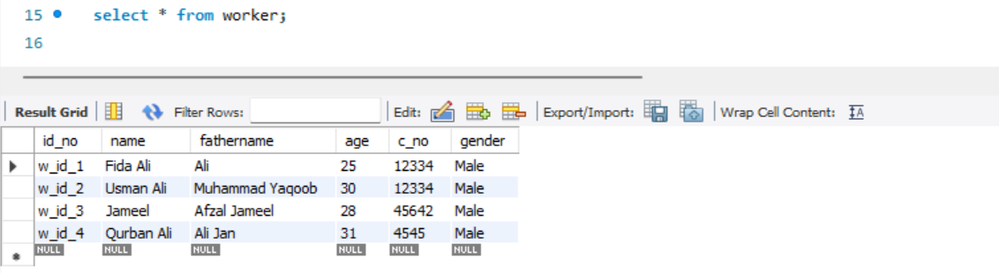 15 select * from worker;
16
Result Grid Filter Rows: Edit: Export/Import: Wrap Cell Content: IA
id_no name fathername age c_no gender
w_id_1 Fida Ali Ali 25 12334 Male
w_id_2 Usman Ali Muhammad Yaqoob 30 12334 Male
w_id_3 Jameel Afzal Jameel 28 45642 Male
w_id_4 Qurban Ali Ali Jan 31 4545 Male
NULL NULL NULL NULL NULL NULL